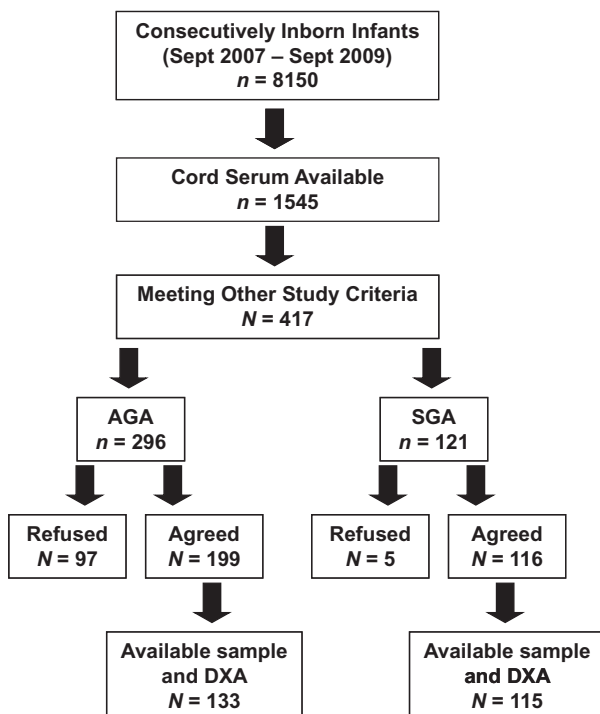 Consecutively Inborn Infants
(Sept 2007 – Sept 2009)
n = 8150
Cord Serum Available
n = 1545
Meeting Other Study Criteria
N = 417
AGA
n = 296
SGA
n = 121
Refused
N = 97
Agreed
N = 199
Refused
N = 5
Agreed
N = 116
Available sample
and DXA
N = 133
Available sample
and DXA
N = 115